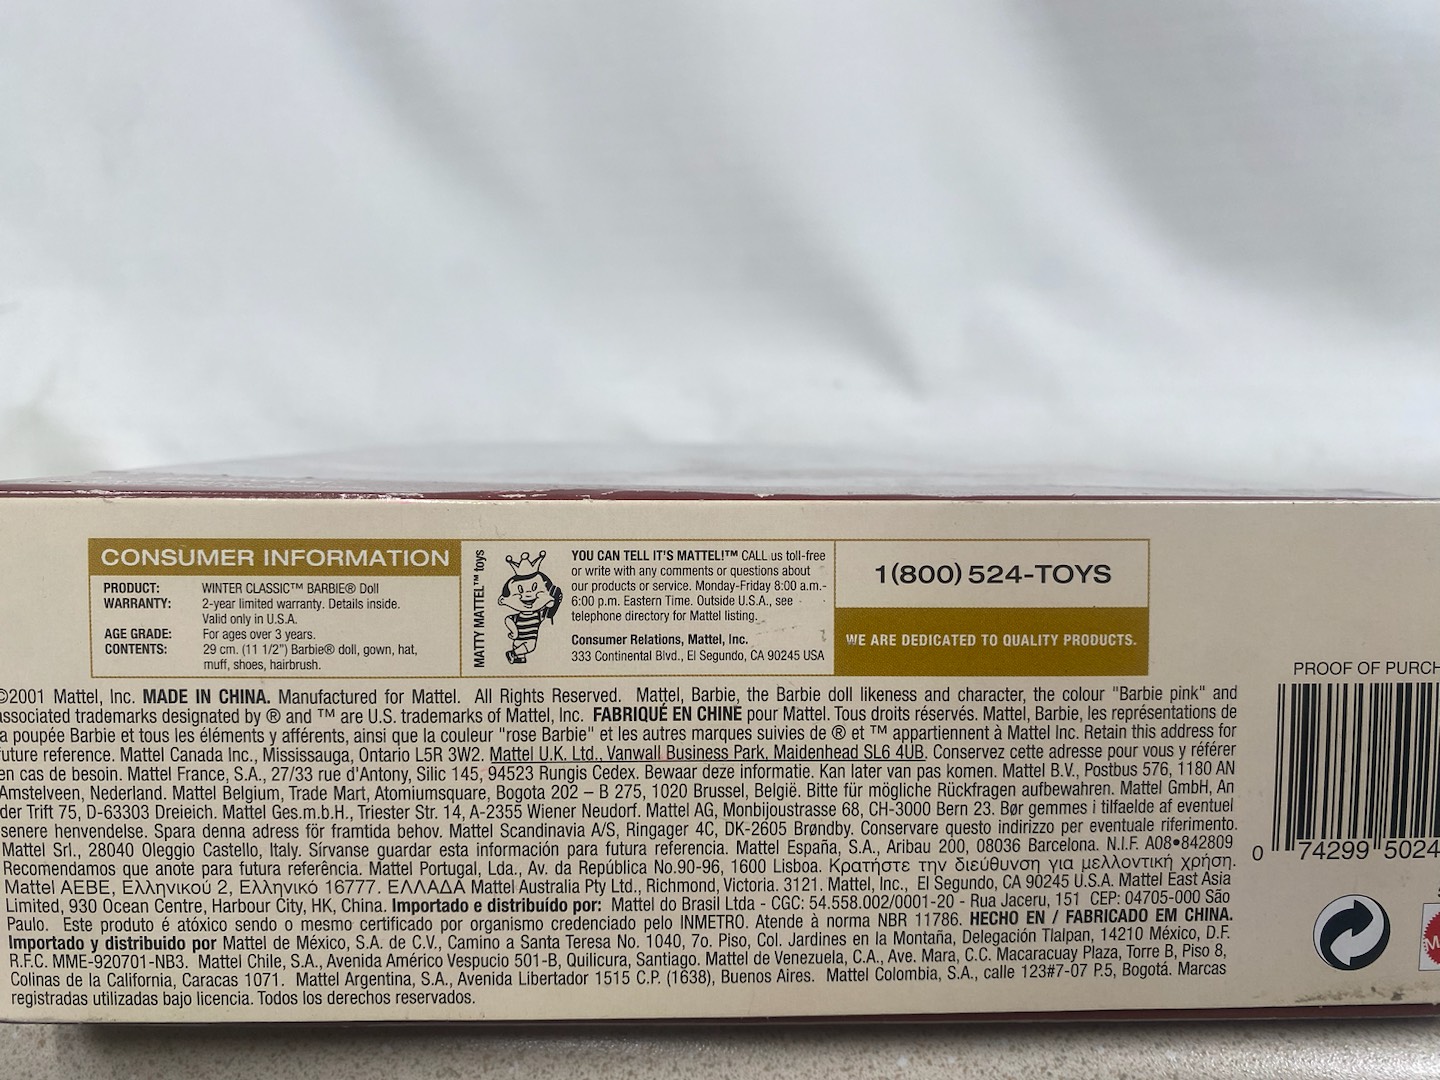 CONSUMER INFORMATION
PRODUCT: WINTER CLASSIC™ BARBIE® Doll
WARRANTY: 2-year limited warranty. Details inside.
Valid only in U.S.A.
AGE GRADE: For ages over 3 years.
CONTENTS: 29 cm. (11 1/2") Barbie® doll, gown, hat,
muff, shoes, hairbrush.
MATTY MATTEL™ toys
YOU CAN TELL IT'S MATTEL!™ CALL us toll-free
or write with any comments or questions about
our products or service. Monday-Friday 8:00 a.m.-
6:00 p.m. Eastern Time. Outside U.S.A., see
telephone directory for Mattel listing.
Consumer Relations, Mattel, Inc.
333 Continental Blvd., El Segundo, CA 90245 USA
1(800) 524-TOYS
WE ARE DEDICATED TO QUALITY PRODUCTS.
©2001 Mattel, Inc. MADE IN CHINA. Manufactured for Mattel. All Rights Reserved. Mattel, Barbie, the Barbie doll likeness and character, the colour "Barbie pink" and
associated trademarks designated by ® and ™ are U.S. trademarks of Mattel, Inc. FABRIQUÉ EN CHINE pour Mattel. Tous droits réservés. Mattel, Barbie, les représentations de
a poupée Barbie et tous les éléments y afférents, ainsi que la couleur "rose Barbie" et les autres marques suivies de ® et ™ appartiennent à Mattel Inc. Retain this address for
future reference. Mattel Canada Inc., Mississauga, Ontario L5R 3W2. Mattel U.K. Ltd., Vanwall Business Park, Maidenhead SL6 4UB. Conservez cette adresse pour vous y référer
en cas de besoin. Mattel France, S.A., 27/33 rue d'Antony, Silic 145, 94523 Rungis Cedex. Bewaar deze informatie. Kan later van pas komen. Mattel B.V., Postbus 576, 1180 AN
Amstelveen, Nederland. Mattel Belgium, Trade Mart, Atomiumsquare, Bogota 202 – B 275, 1020 Brussel, België. Bitte für mögliche Rückfragen aufbewahren. Mattel GmbH, An
der Trift 75, D-63303 Dreieich. Mattel Ges.m.b.H., Triester Str. 14, A-2355 Wiener Neudorf. Mattel AG, Monbijoustrasse 68, CH-3000 Bern 23. Bør gemmes i tilfaelde af eventuel
senere henvendelse. Spara denna adress för framtida behov. Mattel Scandinavia A/S, Ringager 4C, DK-2605 Brøndby. Conservare questo indirizzo per eventuale riferimento.
Mattel Srl., 28040 Oleggio Castello, Italy. Sírvanse guardar esta información para futura referencia. Mattel España, S.A., Aribau 200, 08036 Barcelona. N.I.F. A08•842809
Recomendamos que anote para futura referência. Mattel Portugal, Lda., Av. da República No.90-96, 1600 Lisboa. Κρατήστε την διεύθυνση για μελλοντική χρήση.
Mattel AEBE, Ελληνικού 2, Ελληνικό 16777. ΕΛΛΑΔΑ Mattel Australia Pty Ltd., Richmond, Victoria. 3121. Mattel, Inc., El Segundo, CA 90245 U.S.A. Mattel East Asia
Limited, 930 Ocean Centre, Harbour City, HK, China. Importado e distribuído por: Mattel do Brasil Ltda - CGC: 54.558.002/0001-20 - Rua Jaceru, 151 CEP: 04705-000 São
Paulo. Este produto é atóxico sendo o mesmo certificado por organismo credenciado pelo INMETRO. Atende à norma NBR 11786. HECHO EN / FABRICADO EM CHINA.
Importado y distribuido por Mattel de México, S.A. de C.V., Camino a Santa Teresa No. 1040, 7o. Piso, Col. Jardines en la Montaña, Delegación Tlalpan, 14210 México, D.F.
R.F.C. MME-920701-NB3. Mattel Chile, S.A., Avenida Américo Vespucio 501-B, Quilicura, Santiago. Mattel de Venezuela, C.A., Ave. Mara, C.C. Macaracuay Plaza, Torre B, Piso 8,
Colinas de la California, Caracas 1071. Mattel Argentina, S.A., Avenida Libertador 1515 C.P. (1638), Buenos Aires. Mattel Colombia, S.A., calle 123#7-07 P.5, Bogotá. Marcas
registradas utilizadas bajo licencia. Todos los derechos reservados.
PROOF OF PURCH
0 74299 5024